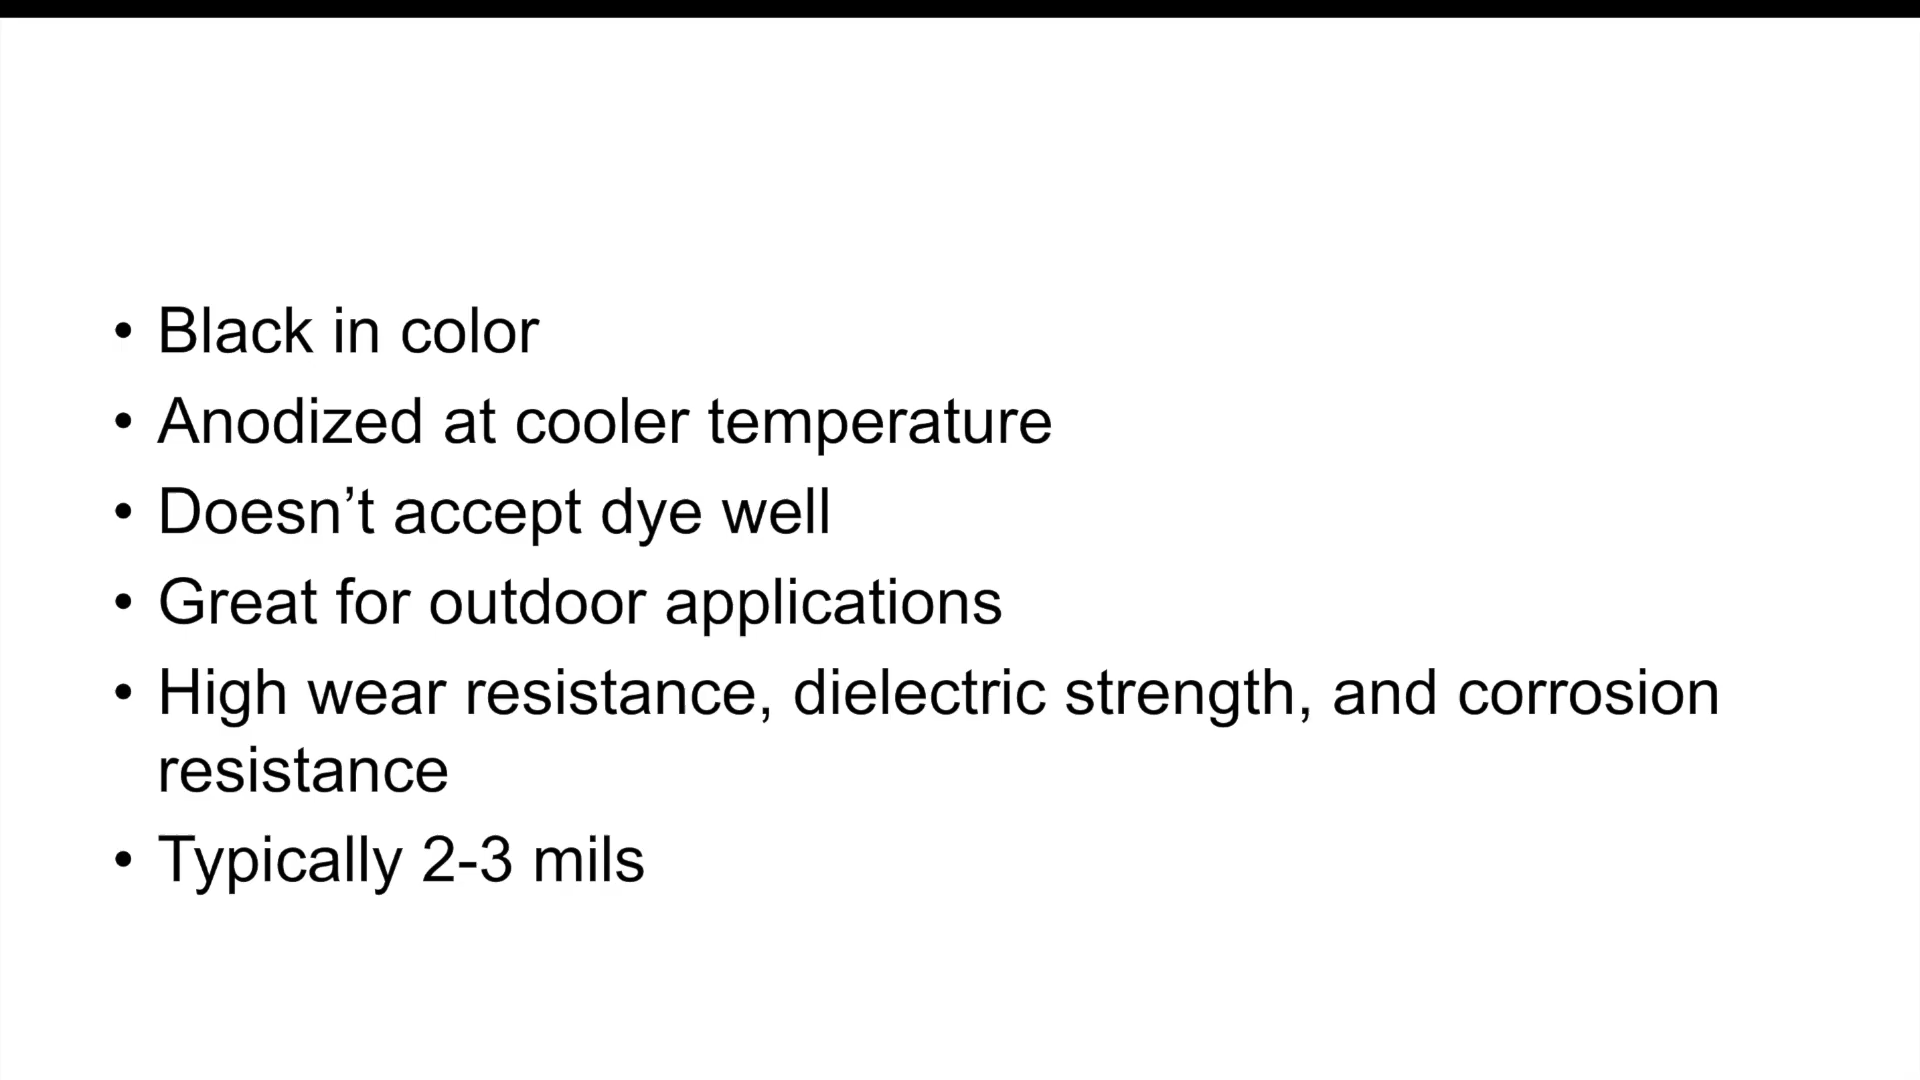 • Black in color
• Anodized at cooler temperature
• Doesn’t accept dye well
• Great for outdoor applications
• High wear resistance, dielectric strength, and corrosion
resistance
• Typically 2-3 mils